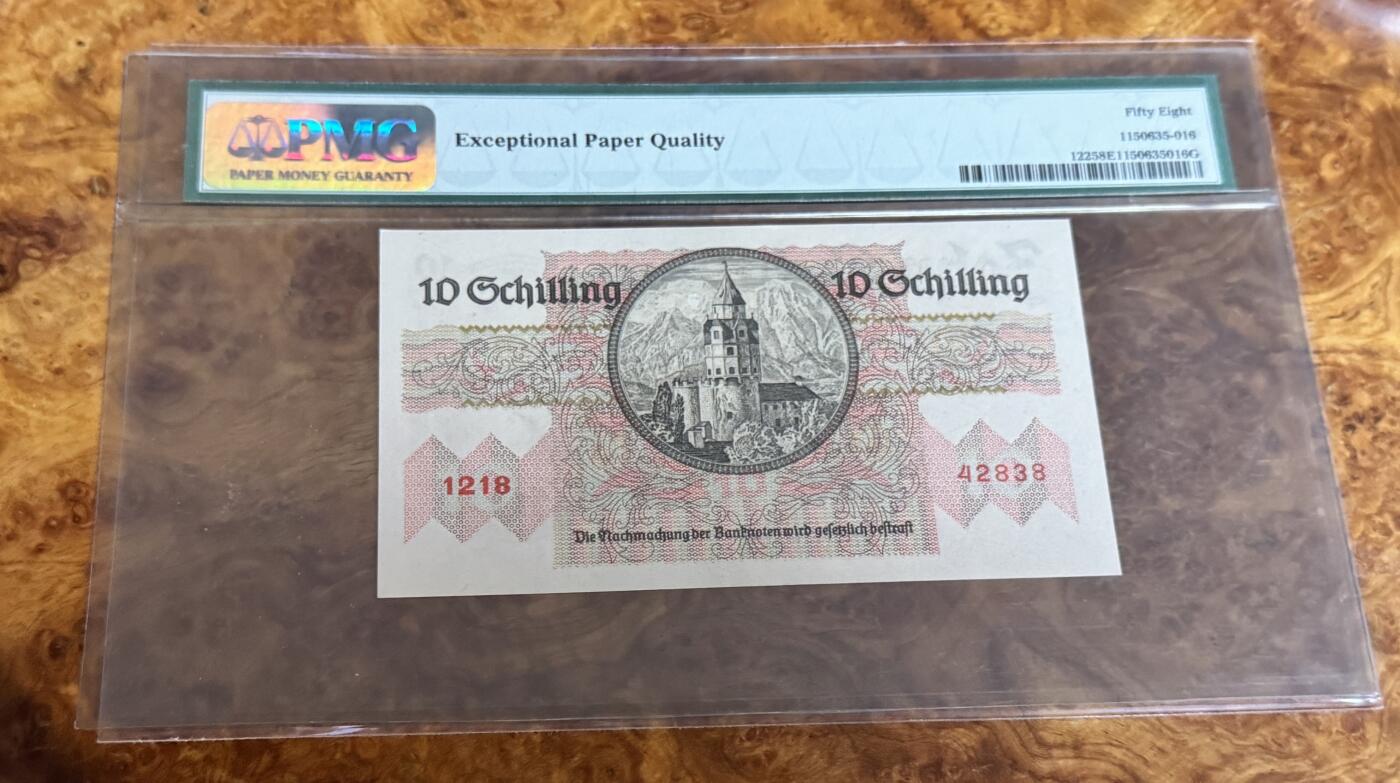 PMG
PAPER MONEY GUARANTY
Exceptional Paper Quality
Fifty Eight
1150635-016
12258E1150635016G
10 Schilling
10 Schilling
1218
42838
Die Nachmachung der Banknoten wird gesetzlich bestraft